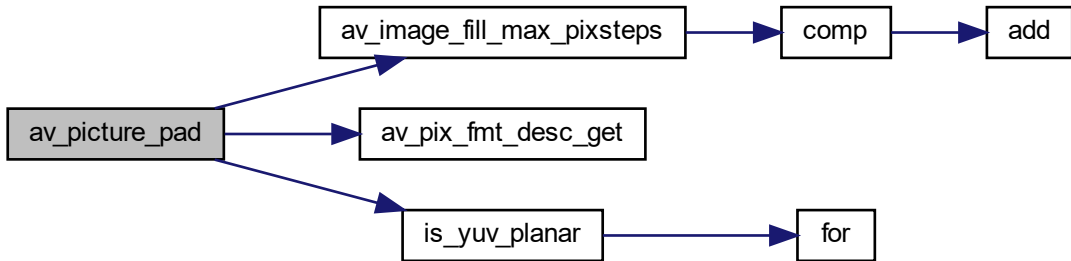 av_image_fill_max_pixsteps
comp
add
av_picture_pad
av_pix_fmt_desc_get
is_yuv_planar
for